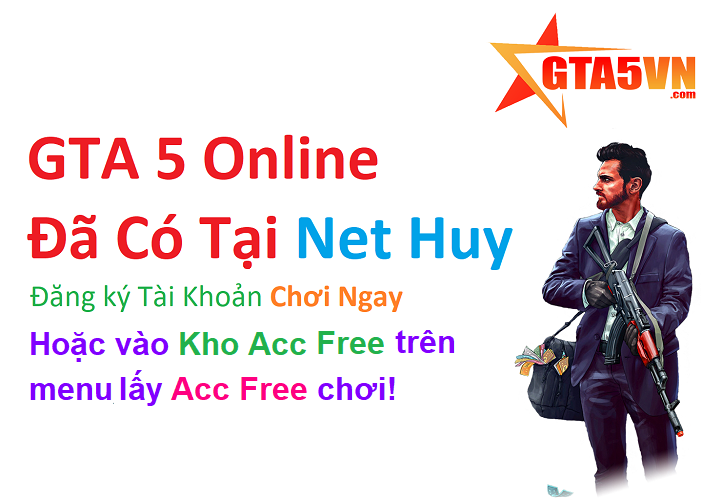 GTA5VN
.com
GTA 5 Online
Đã Có Tại Net Huy
Đăng ký Tài Khoản Chơi Ngay
Hoặc vào Kho Acc Free trên
menu lấy Acc Free chơi!